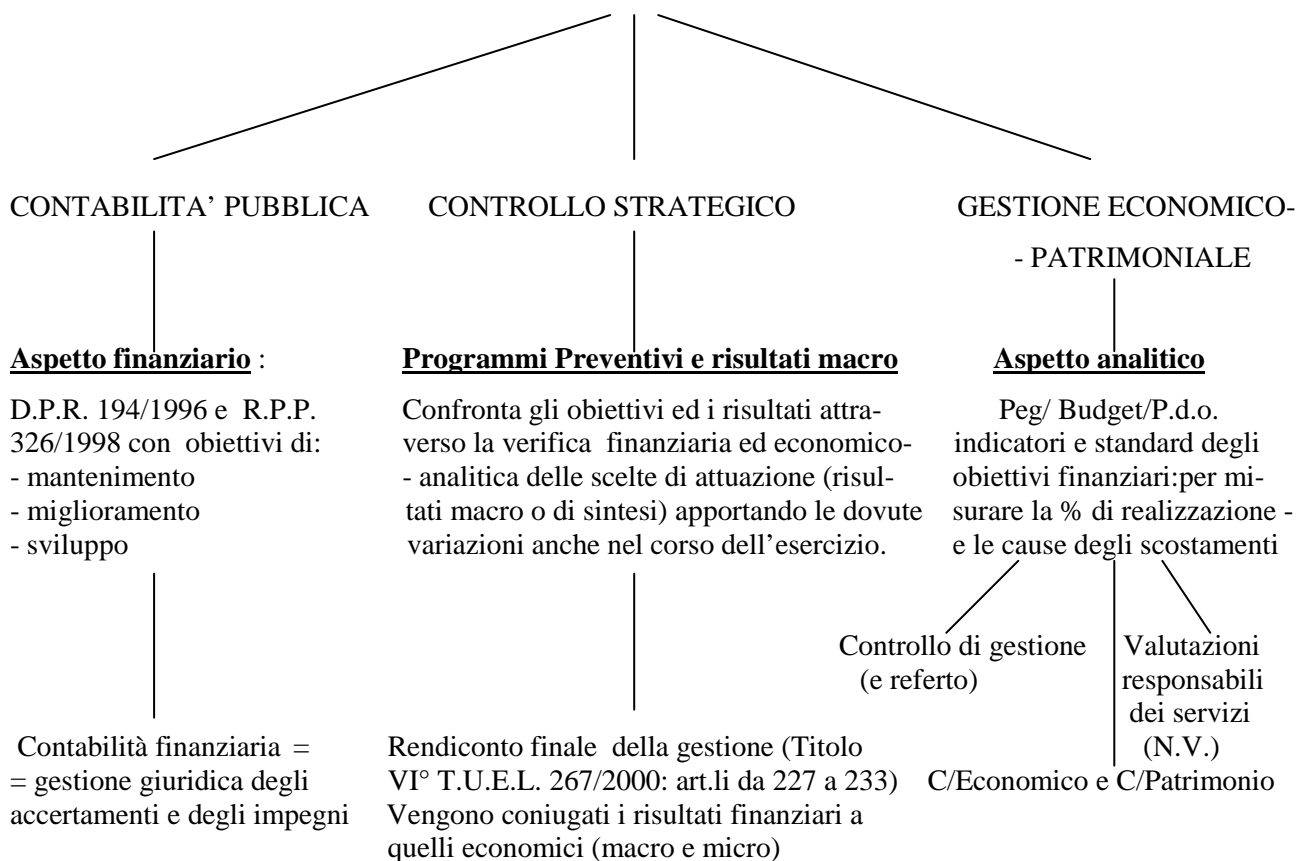 CONTABILITA’ PUBBLICA
CONTROLLO STRATEGICO
GESTIONE ECONOMICO-
- PATRIMONIALE
Aspetto finanziario :
D.P.R. 194/1996 e R.P.P.
326/1998 con obiettivi di:
- mantenimento
- miglioramento
- sviluppo
Programmi Preventivi e risultati macro
Confronta gli obiettivi ed i risultati attra-
verso la verifica finanziaria ed economico-
- analitica delle scelte di attuazione (risul-
tati macro o di sintesi) apportando le dovute
variazioni anche nel corso dell’esercizio.
Aspetto analitico
Peg/ Budget/P.d.o.
indicatori e standard degli
obiettivi finanziari:per mi-
surare la % di realizzazione -
e le cause degli scostamenti
Controllo di gestione
(e referto)
Valutazioni
responsabili
dei servizi
(N.V.)
Contabilità finanziaria =
= gestione giuridica degli
accertamenti e degli impegni
Rendiconto finale della gestione (Titolo
VI° T.U.E.L. 267/2000: art.li da 227 a 233)
Vengono coniugati i risultati finanziari a
quelli economici (macro e micro)
C/Economico e C/Patrimonio